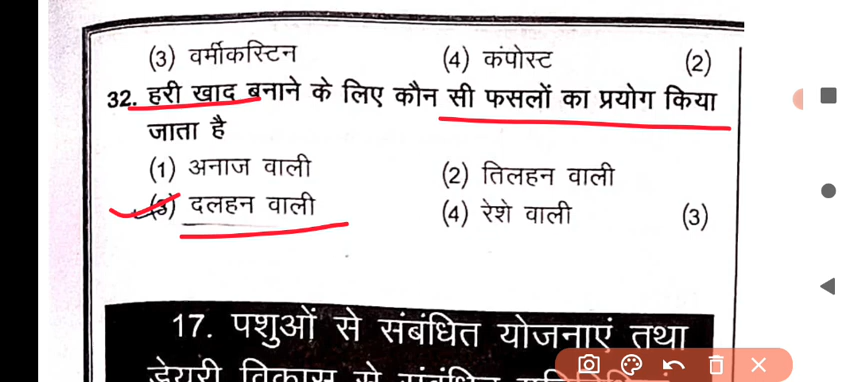 (3) वर्मीकस्टिन (4) कंपोस्ट (2)
32. हरी खाद बनाने के लिए कौन सी फसलों का प्रयोग किया
जाता है
(1) अनाज वाली (2) तिलहन वाली
(3) दलहन वाली (4) रेशे वाली (3)
17. पशुओं से संबंधित योजनाएं तथा
डेयरी विकास से संबंधित